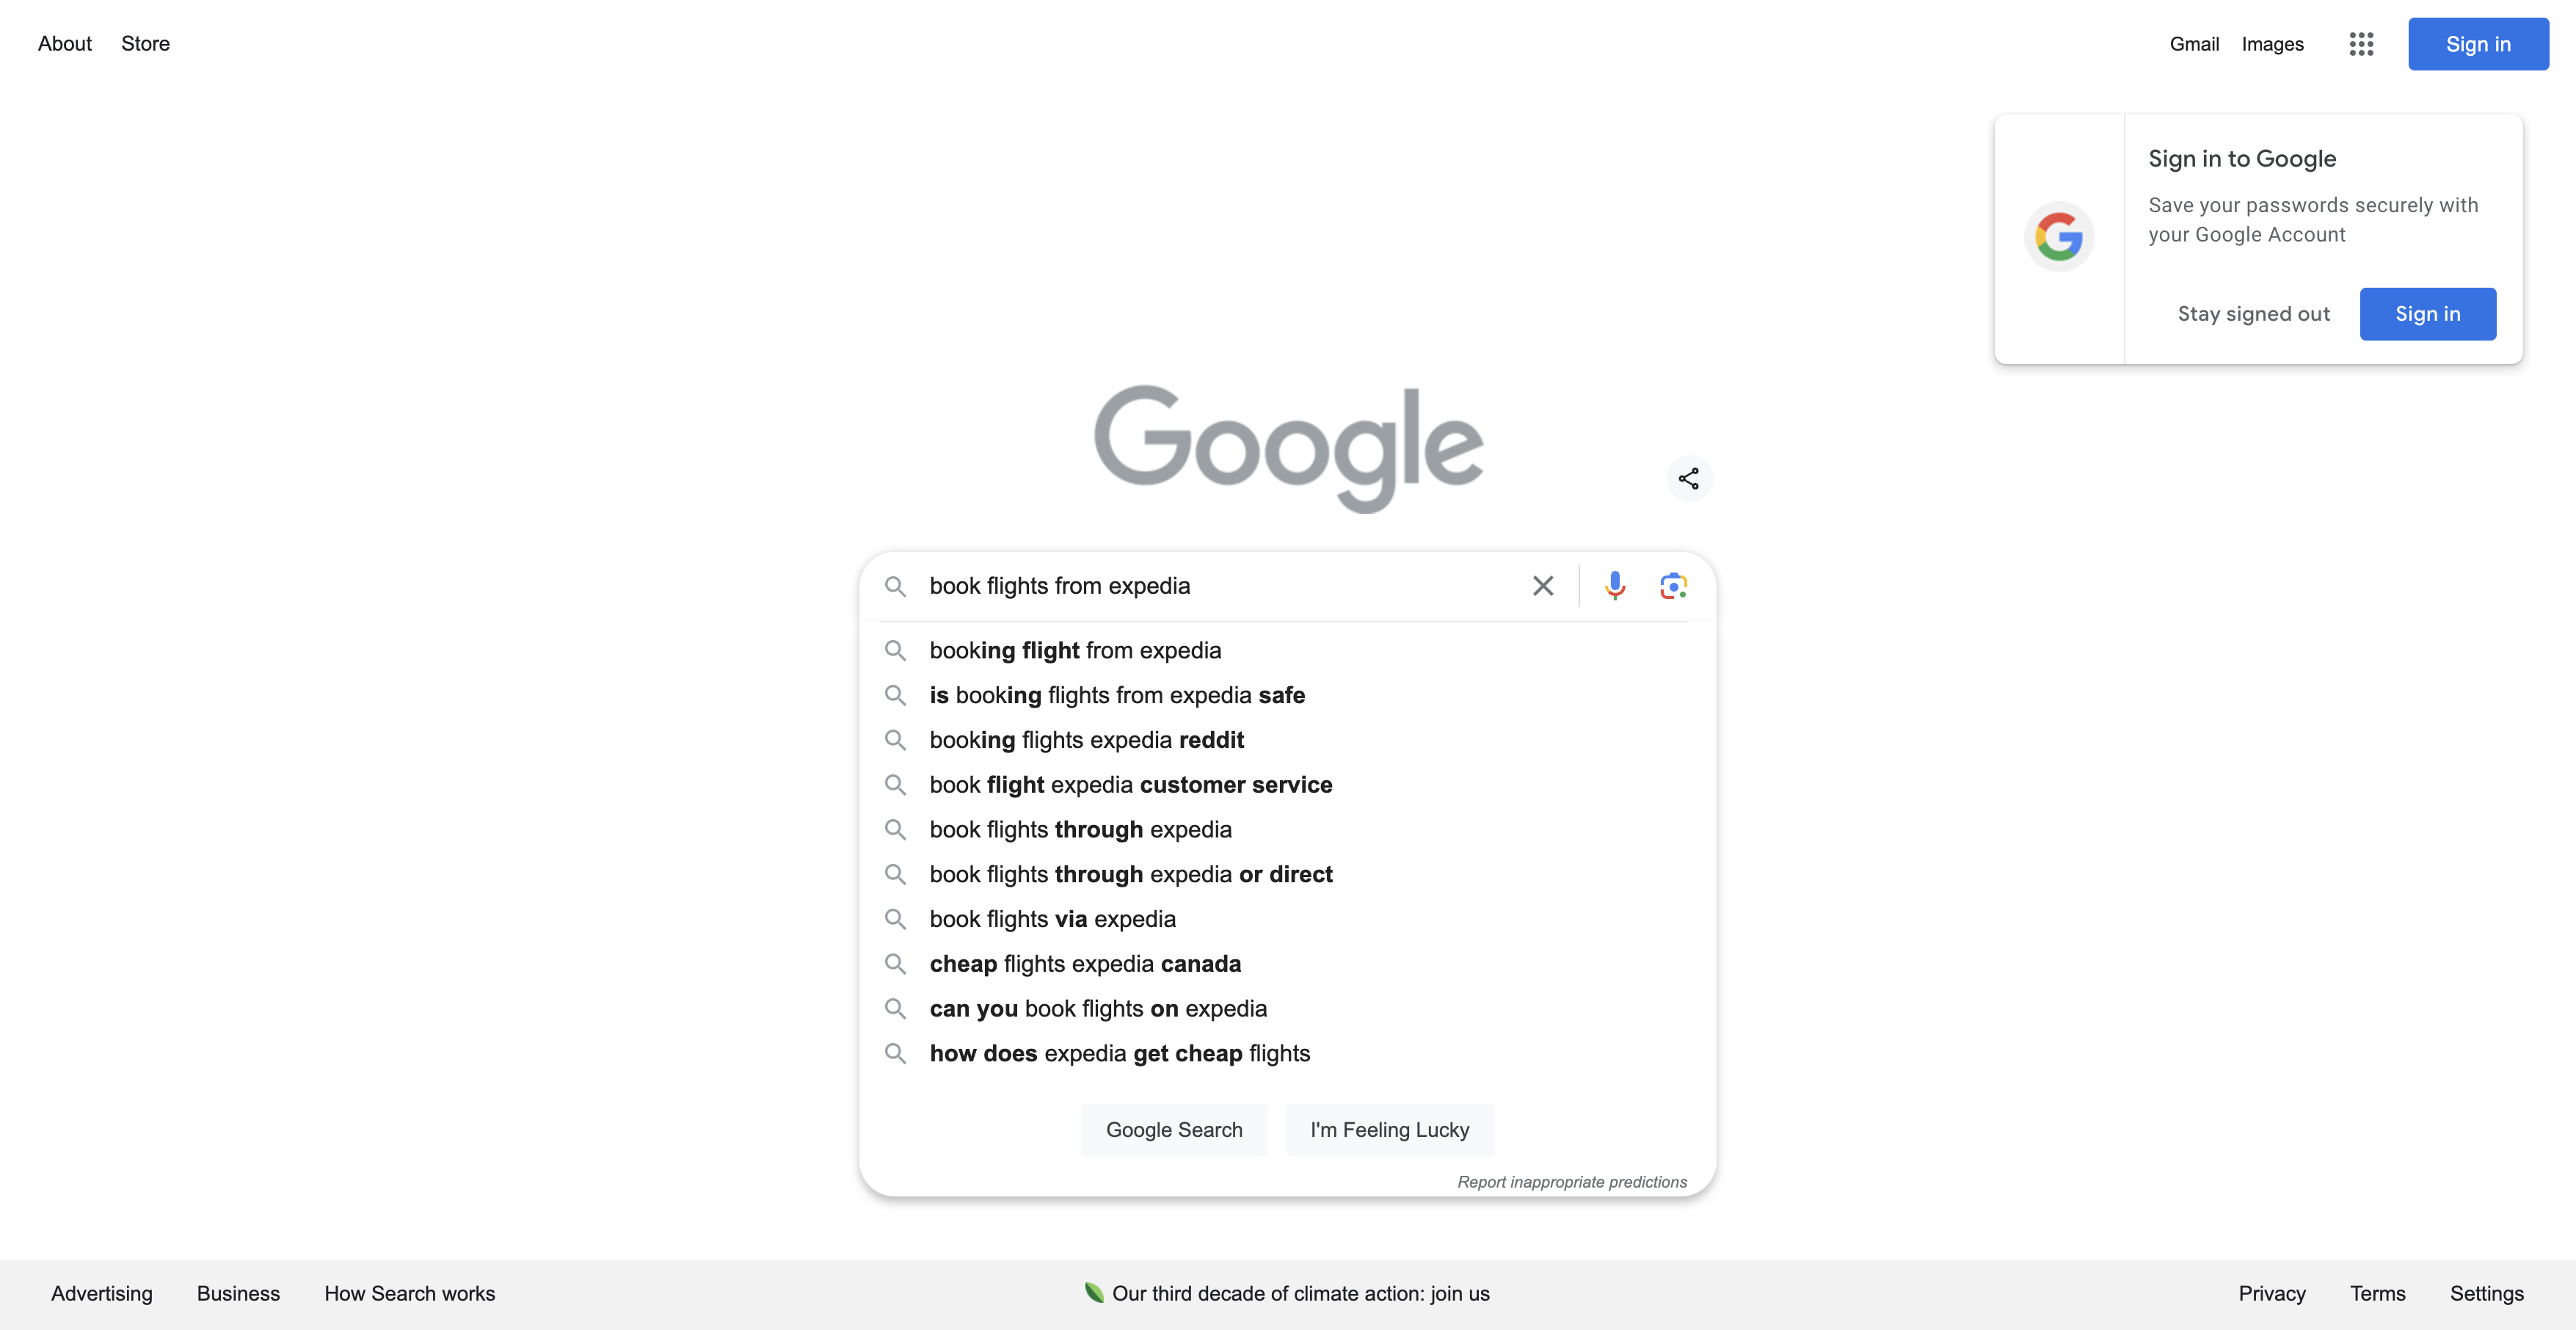 About Store
Gmail Images Sign in
Sign in to Google
Save your passwords securely with
your Google Account
Stay signed out Sign in
Google
book flights from expedia
booking flight from expedia
is booking flights from expedia safe
booking flights expedia reddit
book flight expedia customer service
book flights through expedia
book flights through expedia or direct
book flights via expedia
cheap flights expedia canada
can you book flights on expedia
how does expedia get cheap flights
Google Search I'm Feeling Lucky
Report inappropriate predictions
Advertising Business How Search works Our third decade of climate action: join us Privacy Terms Settings